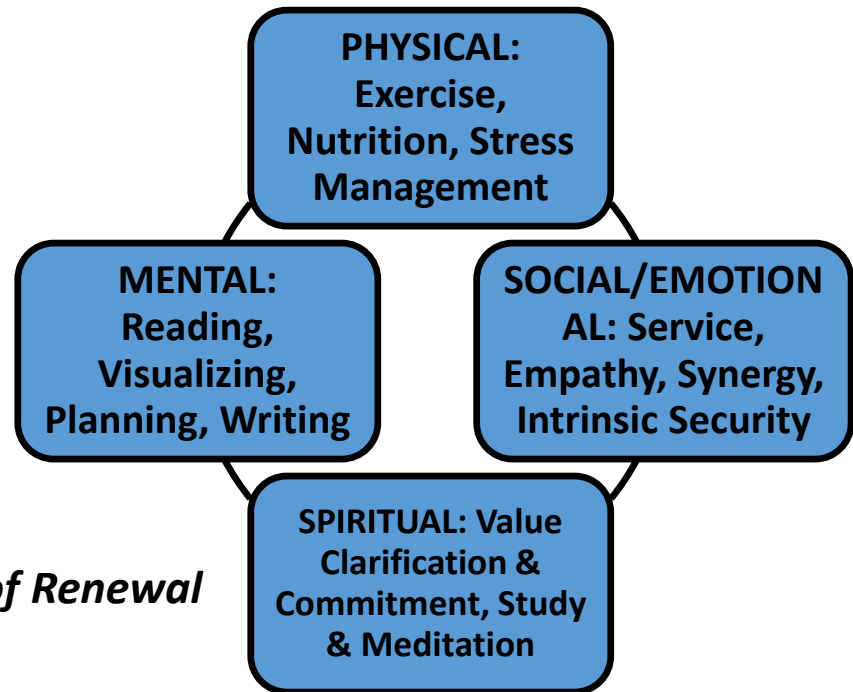 PHYSICAL:
Exercise,
Nutrition, Stress
Management
MENTAL:
Reading,
Visualizing,
Planning, Writing
SOCIAL/EMOTION
AL: Service,
Empathy, Synergy,
Intrinsic Security
SPIRITUAL: Value
Clarification &
Commitment, Study
& Meditation
of Renewal